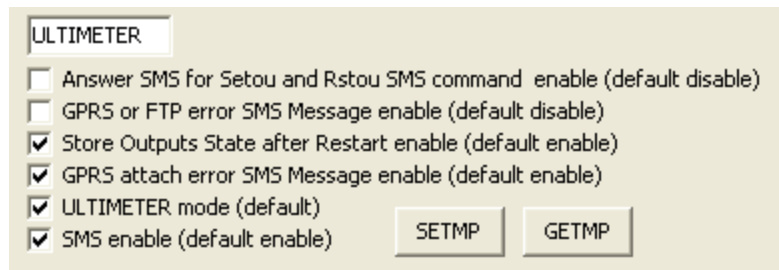 ULTIMETER
Answer SMS for Setou and Rstou SMS command enable (default disable)
GPRS or FTP error SMS Message enable (default disable)
Store Outputs State after Restart enable (default enable)
GPRS attach error SMS Message enable (default enable)
ULTIMETER mode (default)
SMS enable (default enable)
SETMP GETMP